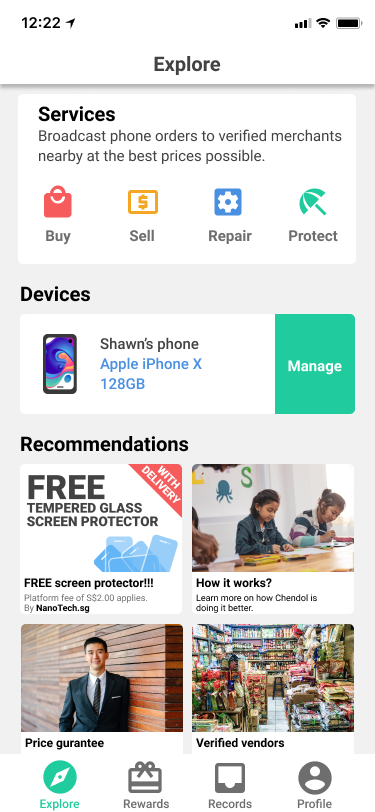 12:22
Explore
Services
Broadcast phone orders to verified merchants
nearby at the best prices possible.
Buy
Sell
Repair
Protect
Devices
Shawn's phone
Apple iPhone X
128GB
Manage
Recommendations
WITH
DELIVERY
FREE
TEMPERED GLASS
SCREEN PROTECTOR
FREE screen protector!!!
Platform fee of S$2.00 applies.
By NanoTech.sg
How it works?
Learn more on how Chendol is
doing it better.
Price gurantee
Verified vendors
Explore
Rewards
Records
Profile